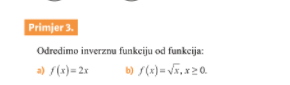 Primjer 3.
Odredimo inverznu funkciju od funkcija:
a) f(x) = 2x b) f(x) = √x, x ≥ 0.